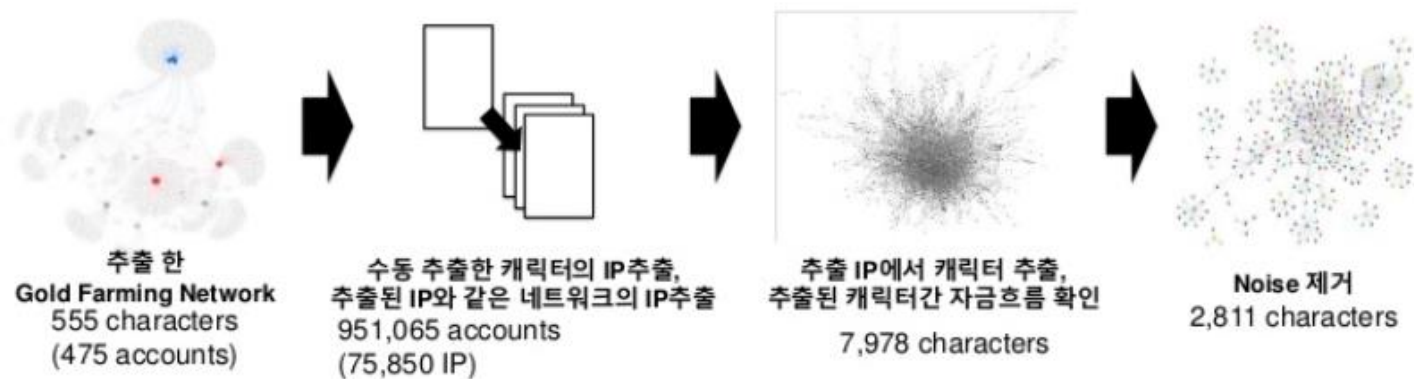 추출 한
Gold Farming Network
555 characters
(475 accounts)
수동 추출한 캐릭터의 IP추출,
추출된 IP와 같은 네트워크의 IP추출
951,065 accounts
(75,850 IP)
추출 IP에서 캐릭터 추출,
추출된 캐릭터간 자금흐름 확인
7,978 characters
Noise 제거
2,811 characters